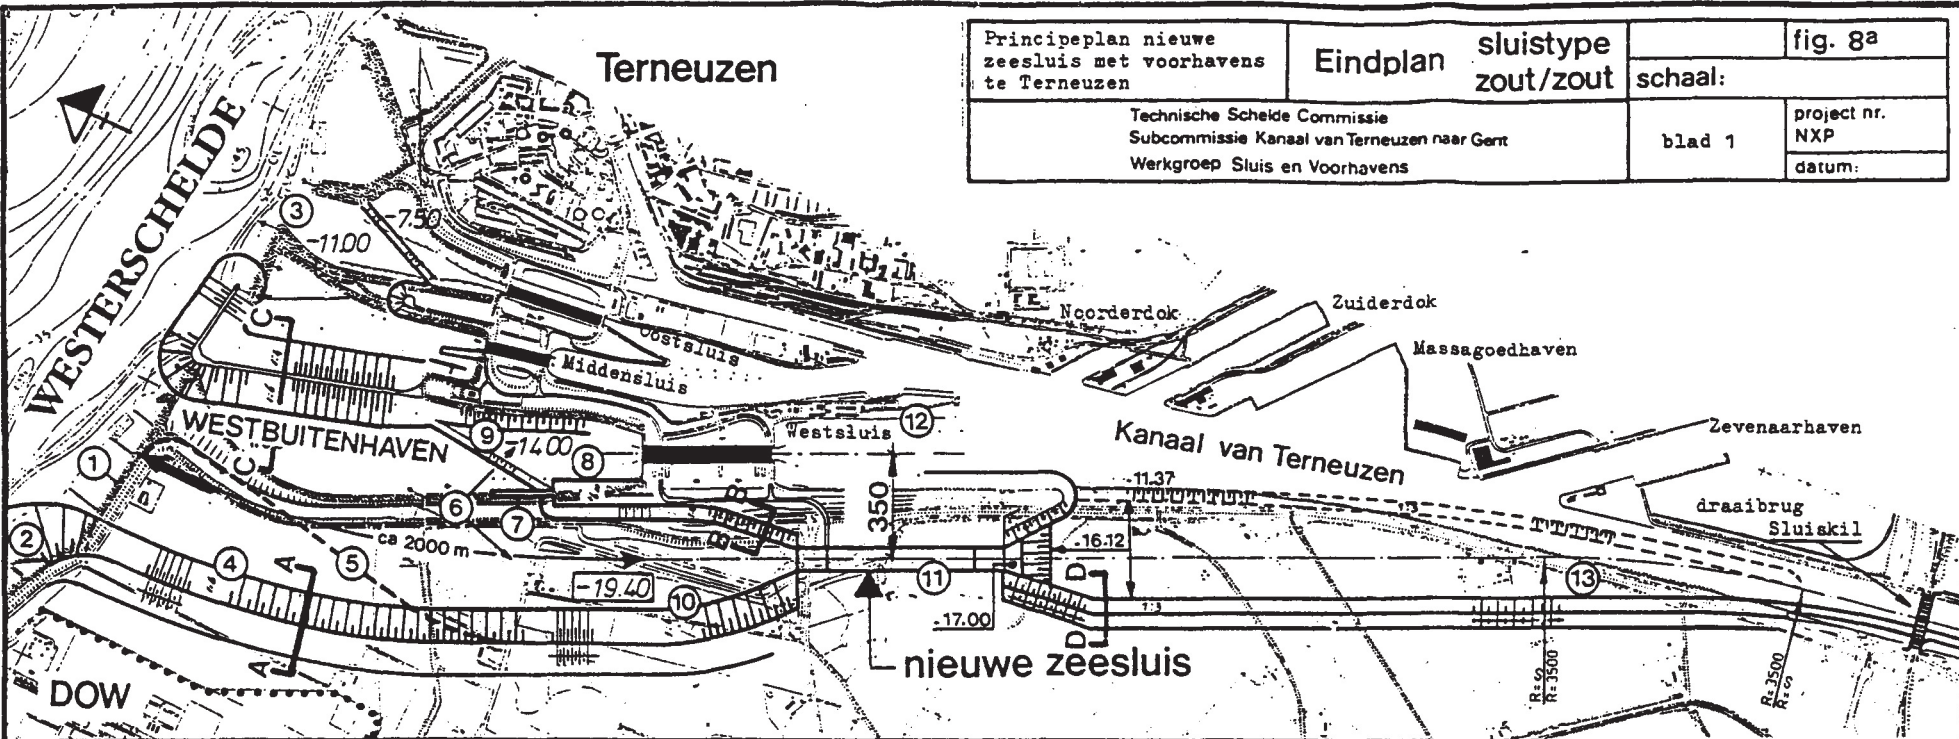 Principeplan nieuwe
zeesluis met voorhavens
te Terneuzen
Eindplan
sluistype
zout/zout
fig. 8a
schaal:
Technische Schelde Commissie
Subcommissie Kanaal van Terneuzen naar Gent
Werkgroep Sluis en Voorhavens
blad 1
project nr.
NXP
datum:
Terneuzen
WESTERSCHELDE
3
-11.00
-7.50
C
Oostsluis
Middensluis
Noorderdok
Zuiderdok
Massagoedhaven
Zevenaarhaven
draaibrug
Sluiskil
WESTBUITENHAVEN
9
-14.00
8
Westsluis
12
Kanaal van Terneuzen
1
C
6
7
B
B
350
-11.37
2
ca 2000 m
4
A
5
-19.40
10
11
-16.12
D
13
-17.00
1:3
D
nieuwe zeesluis
A
DOW
R=S
R=3500
R=3500
R=S